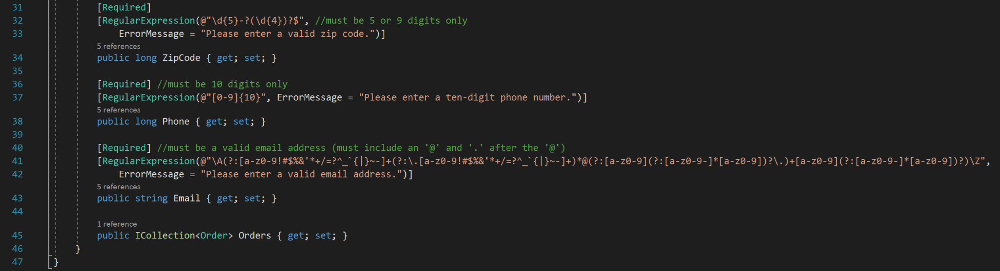 31 [Required]
32 [RegularExpression(@"\d{5}-?(\d{4})?$", //must be 5 or 9 digits only
33 ErrorMessage = "Please enter a valid zip code.")]
5 references
34 public long ZipCode { get; set; }
35
36 [Required] //must be 10 digits only
37 [RegularExpression(@"[0-9]{10}", ErrorMessage = "Please enter a ten-digit phone number.")]
5 references
38 public long Phone { get; set; }
39
40 [Required] //must be a valid email address (must include an '@' and '.' after the '@')
41 [RegularExpression(@"\A(?:[a-z0-9!#$%&'*+/=?^_`{|}~-]+(?:\.[a-z0-9!#$%&'*+/=?^_`{|}~-]+)*@(?:[a-z0-9](?:[a-z0-9-]*[a-z0-9])?\.)+[a-z0-9](?:[a-z0-9-]*[a-z0-9])?)\Z",
42 ErrorMessage = "Please enter a valid email address.")]
5 references
43 public string Email { get; set; }
44
1 reference
45 public ICollection<Order> Orders { get; set; }
46 }
47 }